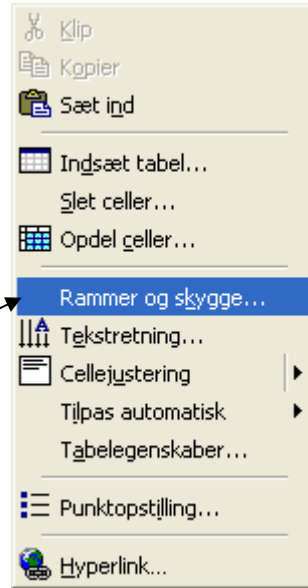 Klip
Kopier
Sæt ind
Indsæt tabel...
Slet celler...
Opdel celler...
Rammer og skygge...
Tekstretning...
Cellejustering
Tilpas automatisk
Tabelegenskaber...
Punktopstilling...
Hyperlink...